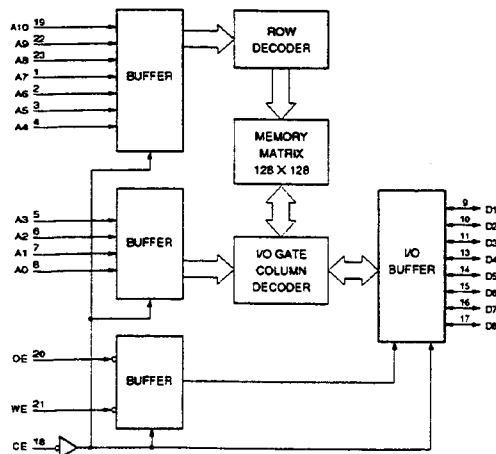 A10 19
A9 22
A8 23
A7 1
A6 2
A5 3
A4 4
BUFFER
ROW
DECODER
MEMORY
MATRIX
128 X 128
A3 5
A2 6
A1 7
A0 8
BUFFER
I/O GATE
COLUMN
DECODER
I/O
BUFFER
9 D1
10 D2
11 D3
13 D4
14 D5
15 D6
16 D7
17 D8
OE 20
WE 21
BUFFER
CE 18